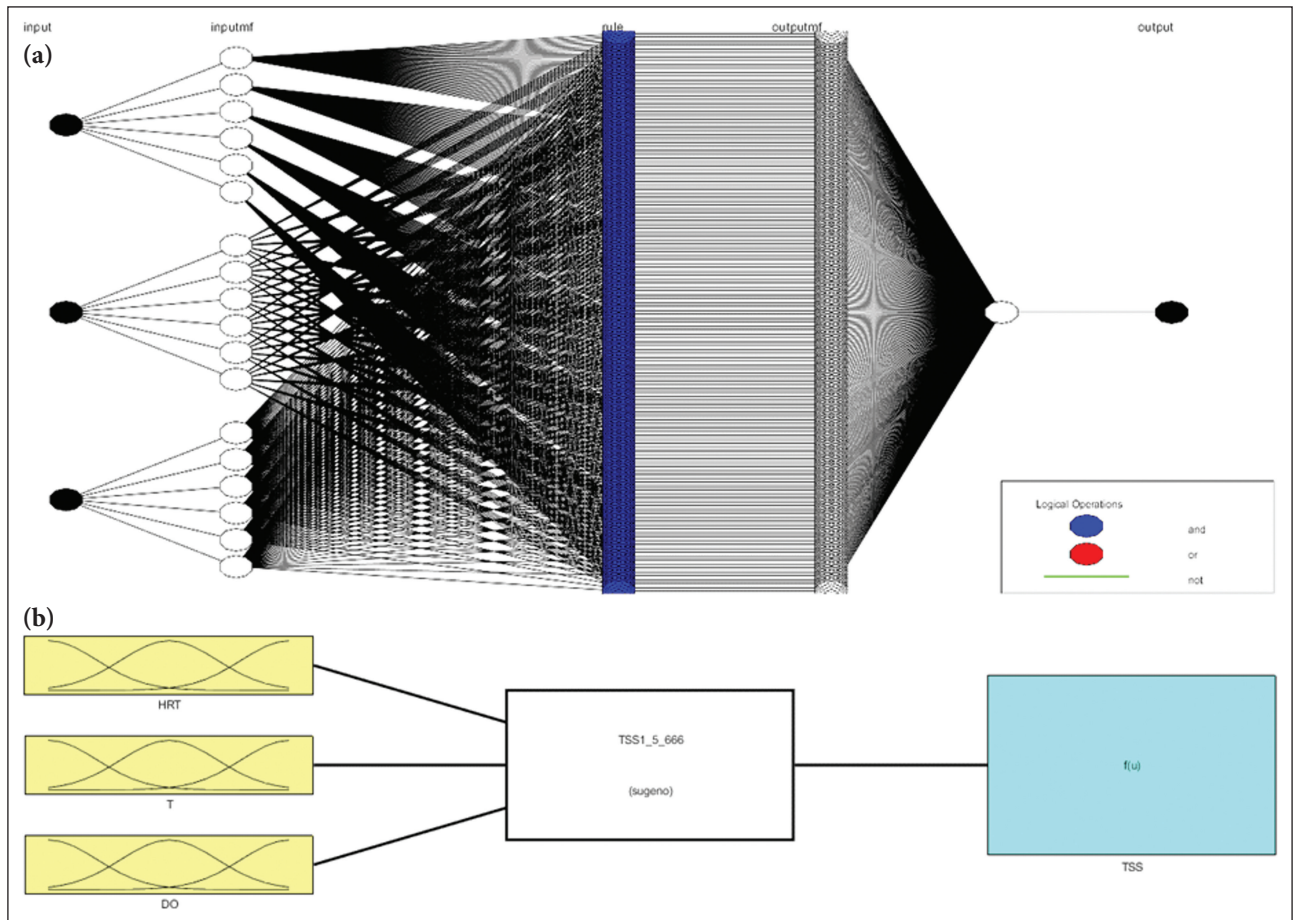 input inputmf rule outputmf output
(a)
Logical Operations
and
or
not
(b)
HRT
TSS1_5_666
T
(sugeno)
f(u)
DO
TSS